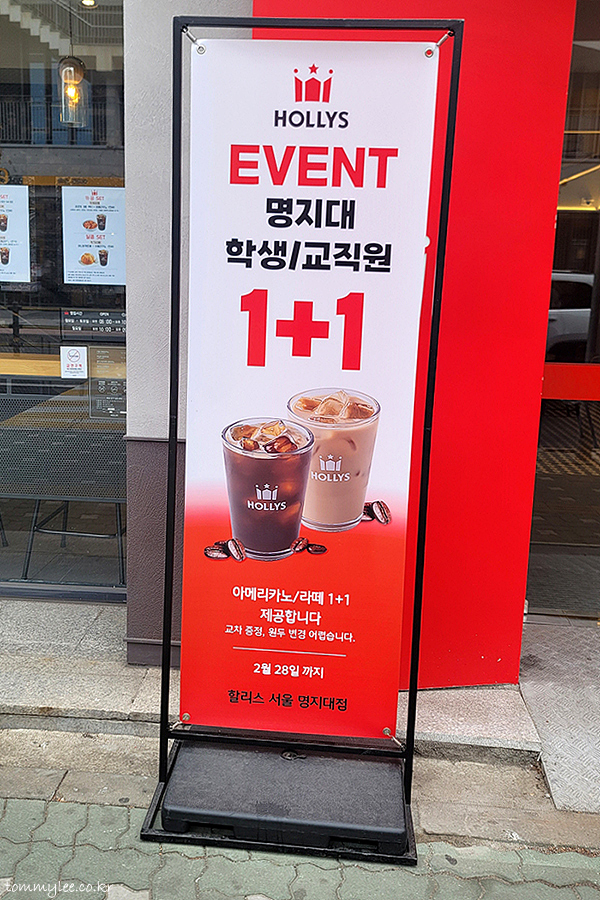 HOLLYS
EVENT
명지대
학생/교직원
1+1
HOLLYS
HOLLYS
아메리카노/라떼 1+1
제공합니다
교차 증정, 원두 변경 어렵습니다.
2월 28일 까지
할리스 서울 명지대점
tommylee.co.kr